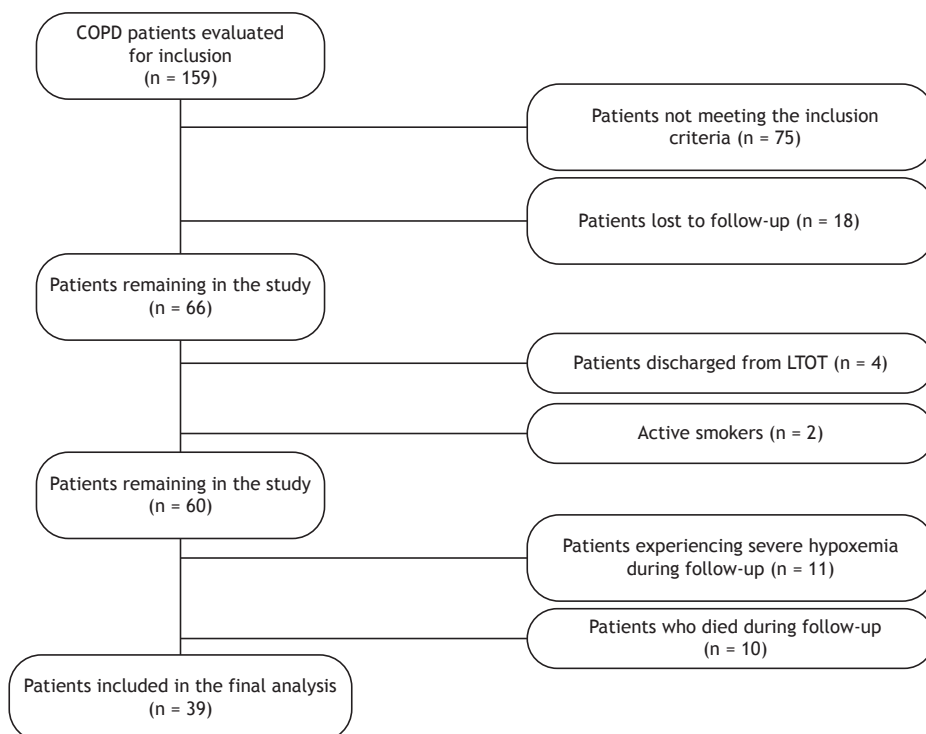 COPD patients evaluated
for inclusion
(n = 159)
Patients not meeting the inclusion
criteria (n = 75)
Patients lost to follow-up (n = 18)
Patients remaining in the study
(n = 66)
Patients discharged from LTOT (n = 4)
Active smokers (n = 2)
Patients remaining in the study
(n = 60)
Patients experiencing severe hypoxemia
during follow-up (n = 11)
Patients who died during follow-up
(n = 10)
Patients included in the final analysis
(n = 39)